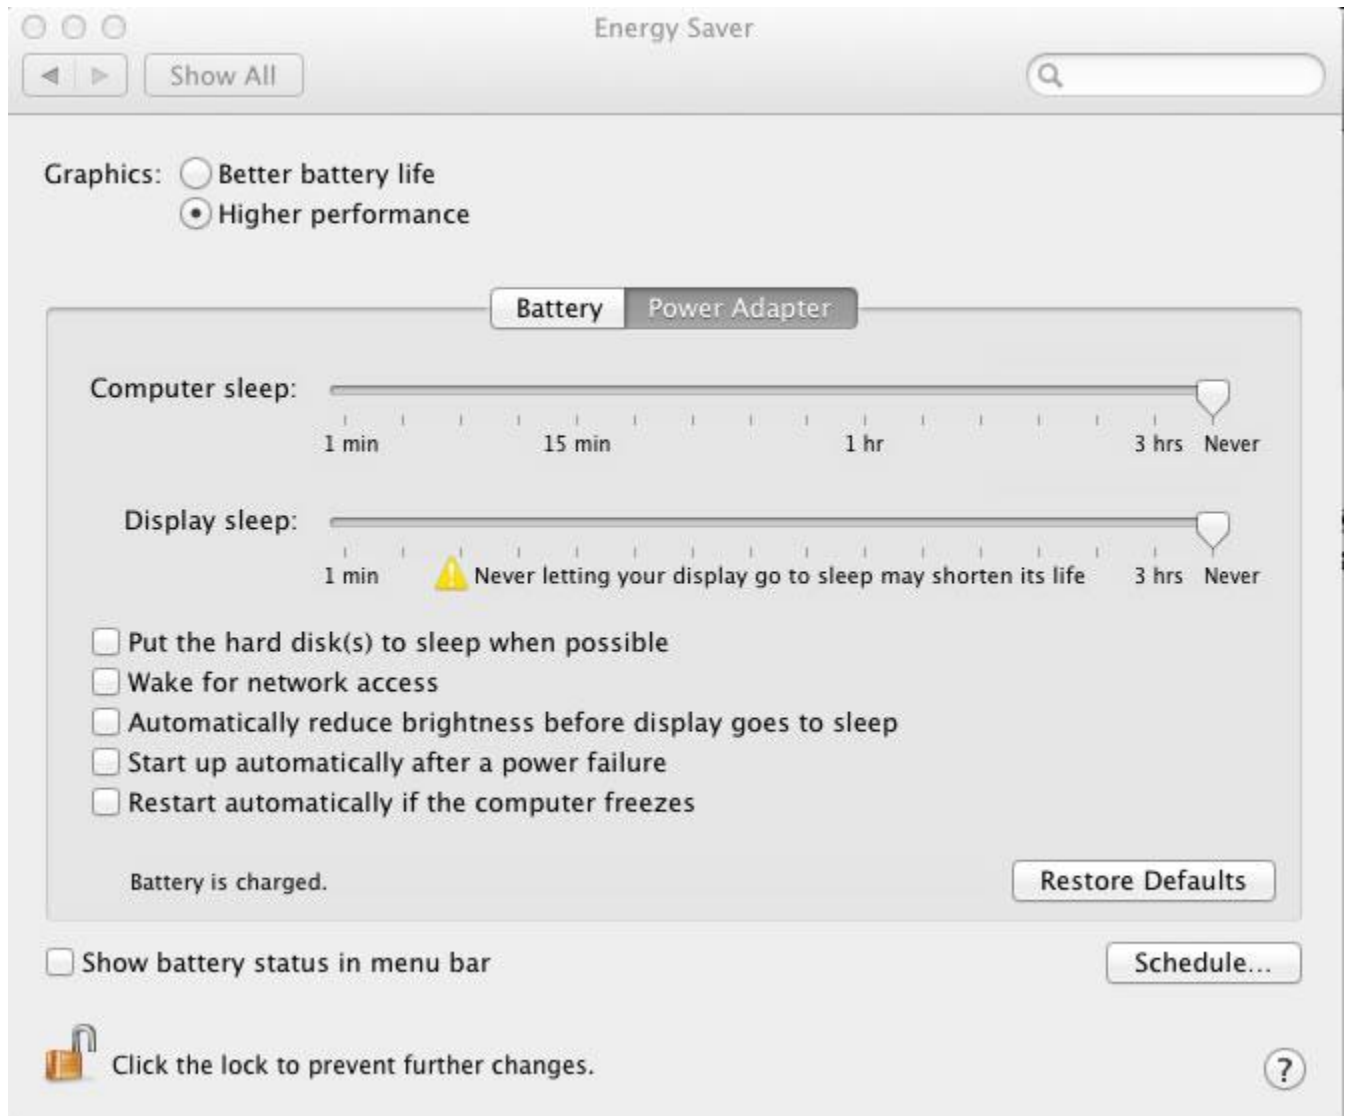 Energy Saver
Show All
Graphics: Better battery life
Higher performance
Battery Power Adapter
Computer sleep:
1 min 15 min 1 hr 3 hrs Never
Display sleep:
1 min Never letting your display go to sleep may shorten its life 3 hrs Never
Put the hard disk(s) to sleep when possible
Wake for network access
Automatically reduce brightness before display goes to sleep
Start up automatically after a power failure
Restart automatically if the computer freezes
Battery is charged. Restore Defaults
Show battery status in menu bar Schedule...
Click the lock to prevent further changes. ?